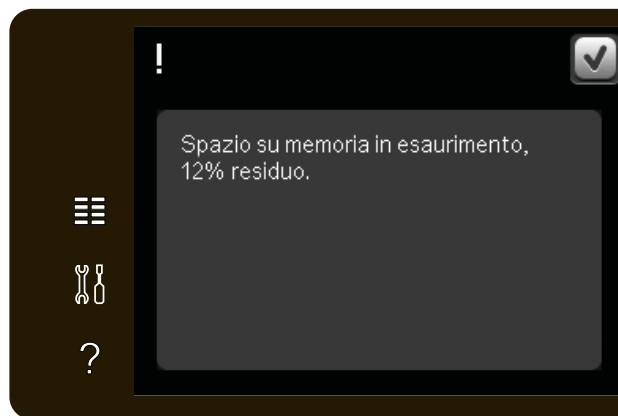 !
Spazio su memoria in esaurimento,
12% residuo.
?